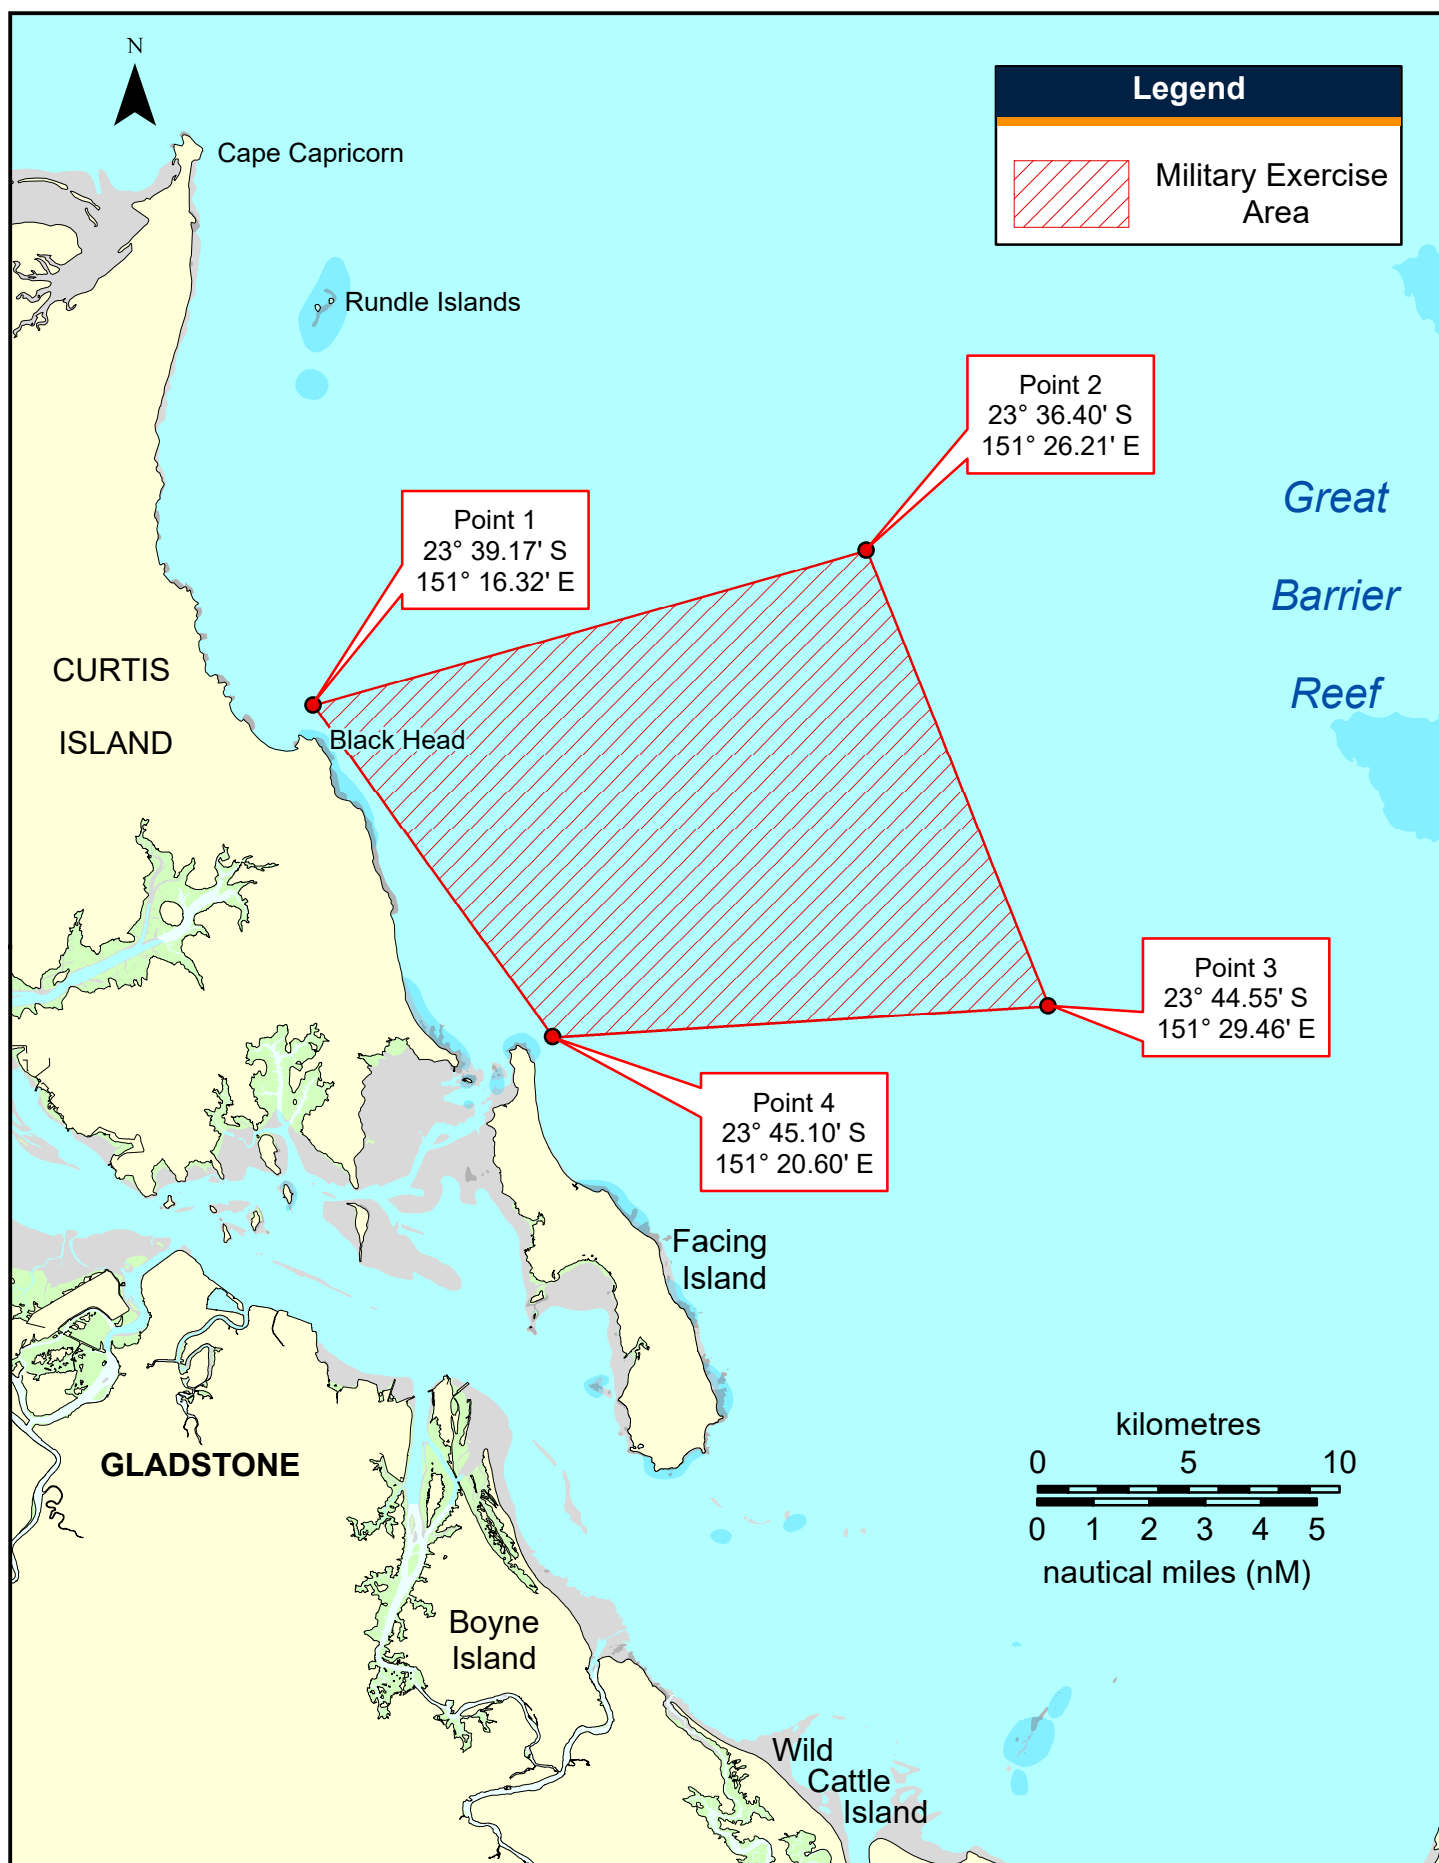 N
Legend
Military Exercise
Area
Cape Capricorn
Rundle Islands
Point 2
23° 36.40' S
151° 26.21' E
Great
Barrier
Reef
Point 1
23° 39.17' S
151° 16.32' E
CURTIS
ISLAND
Black Head
Point 3
23° 44.55' S
151° 29.46' E
Point 4
23° 45.10' S
151° 20.60' E
Facing
Island
GLADSTONE
kilometres
0 5 10
0 1 2 3 4 5
nautical miles (nM)
Boyne
Island
Wild
Cattle
Island